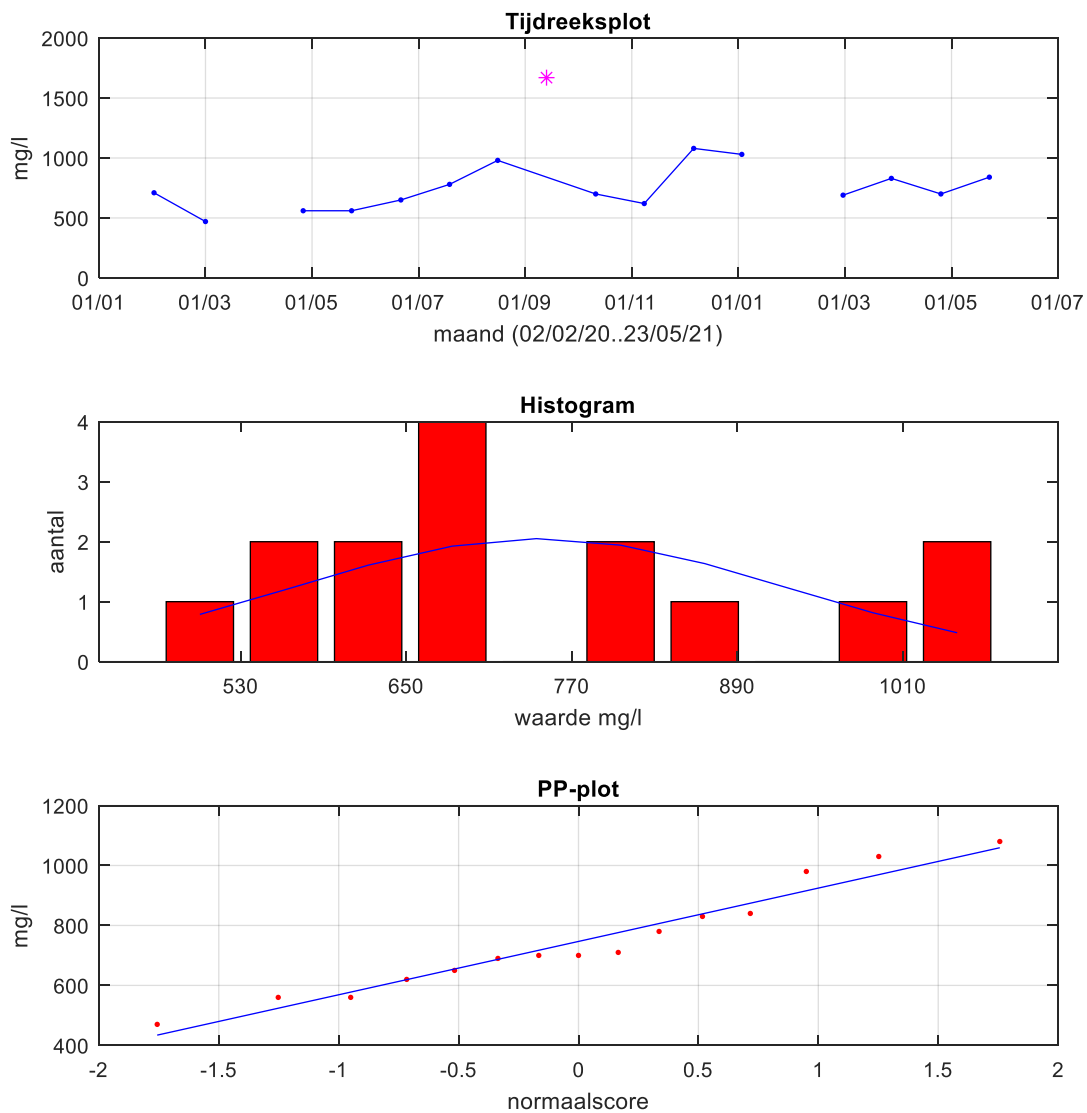 Tijdreeksplot
2000
1500
1000
500
0
mg/l
01/01 01/03 01/05 01/07 01/09 01/11 01/01 01/03 01/05 01/07
maand (02/02/20..23/05/21)
Histogram
4
3
2
1
0
aantal
530 650 770 890 1010
waarde mg/l
PP-plot
1200
1000
800
600
400
mg/l
-2 -1.5 -1 -0.5 0 0.5 1 1.5 2
normaalscore